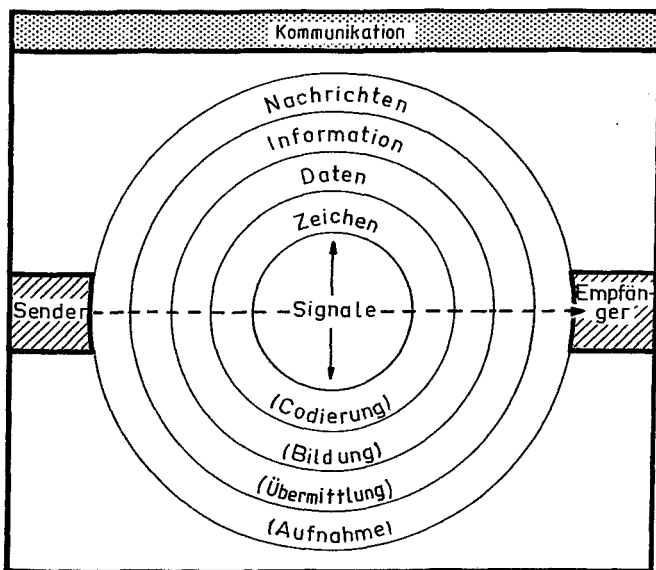 Kommunikation
Nachrichten
Information
Daten
Zeichen
Sender
Signale
Empfän-
ger
(Codierung)
(Bildung)
(Übermittlung)
(Aufnahme)